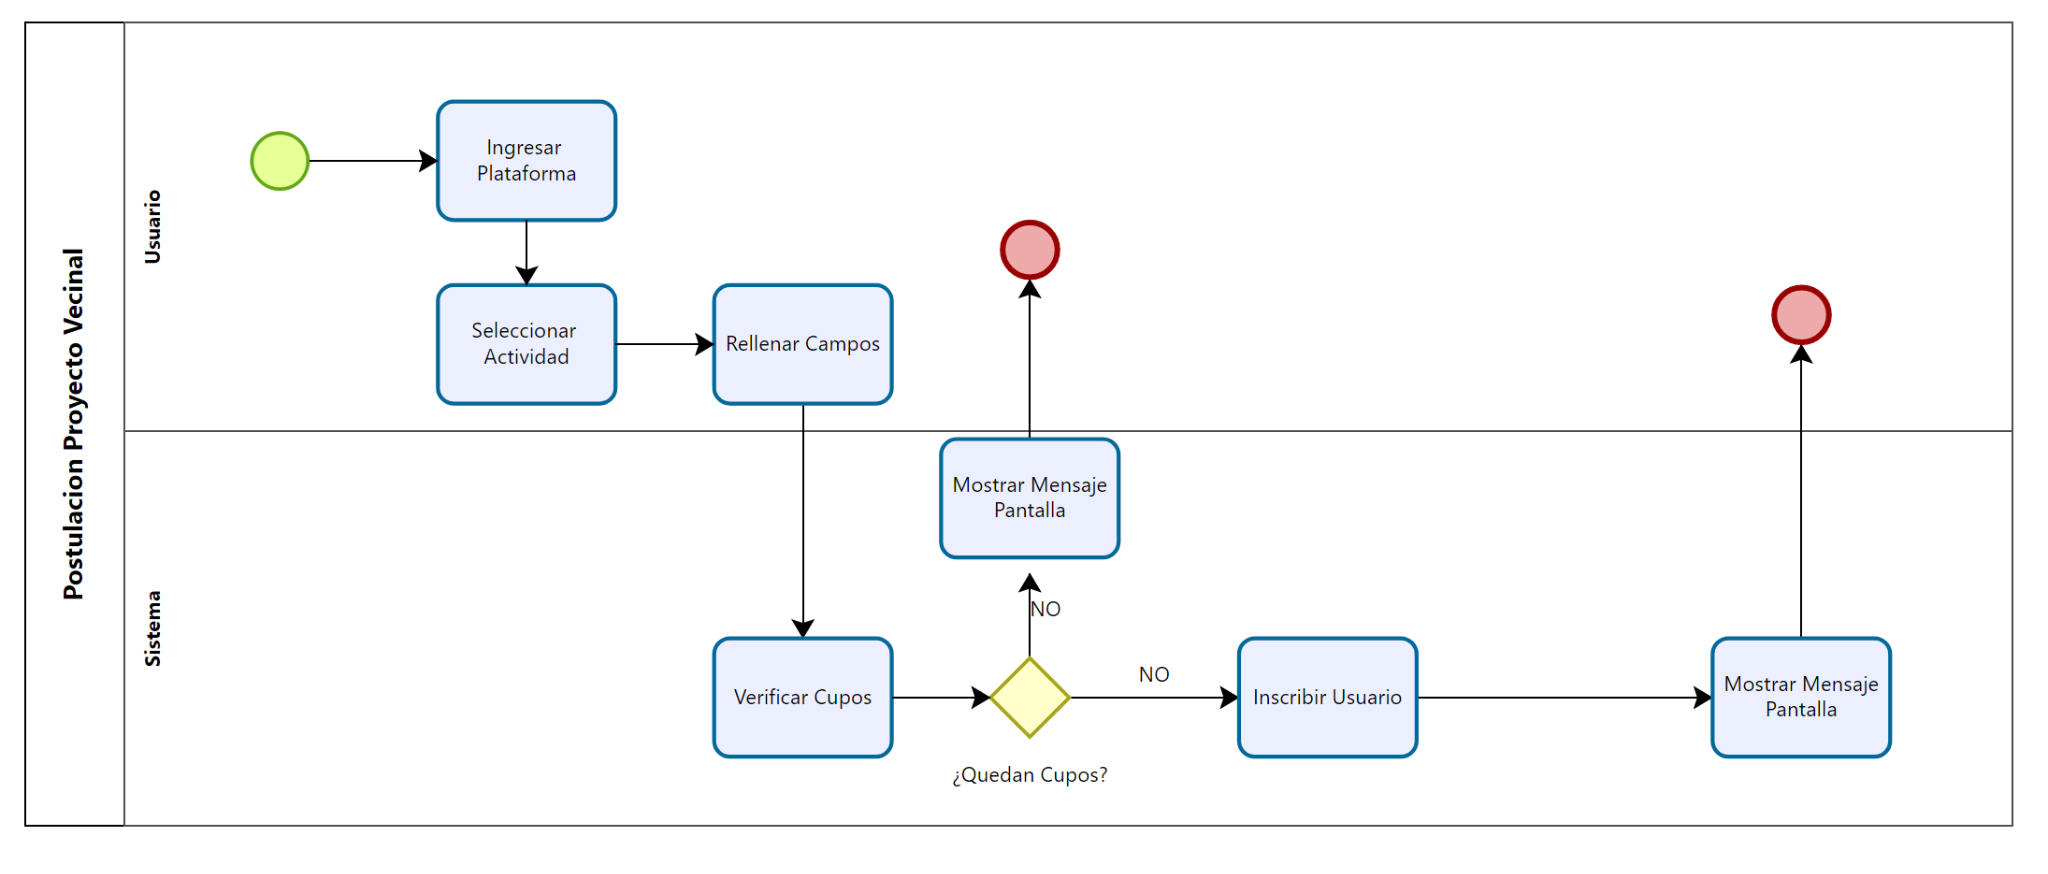 Postulacion Proyecto Vecinal
Usuario
Ingresar
Plataforma
Seleccionar
Actividad
Rellenar Campos
Sistema
Mostrar Mensaje
Pantalla
NO
Verificar Cupos
¿Quedan Cupos?
NO
Inscribir Usuario
Mostrar Mensaje
Pantalla